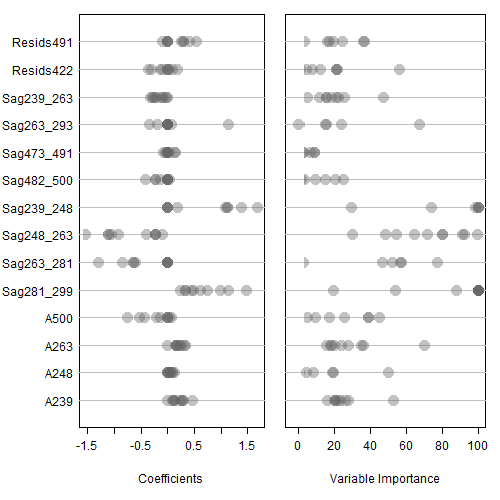 Resids491
Resids422
Sag239_263
Sag263_293
Sag473_491
Sag482_500
Sag239_248
Sag248_263
Sag263_281
Sag281_299
A500
A263
A248
A239
-1.5 -0.5 0.5 1.5
0 20 40 60 80 100
Coefficients
Variable Importance